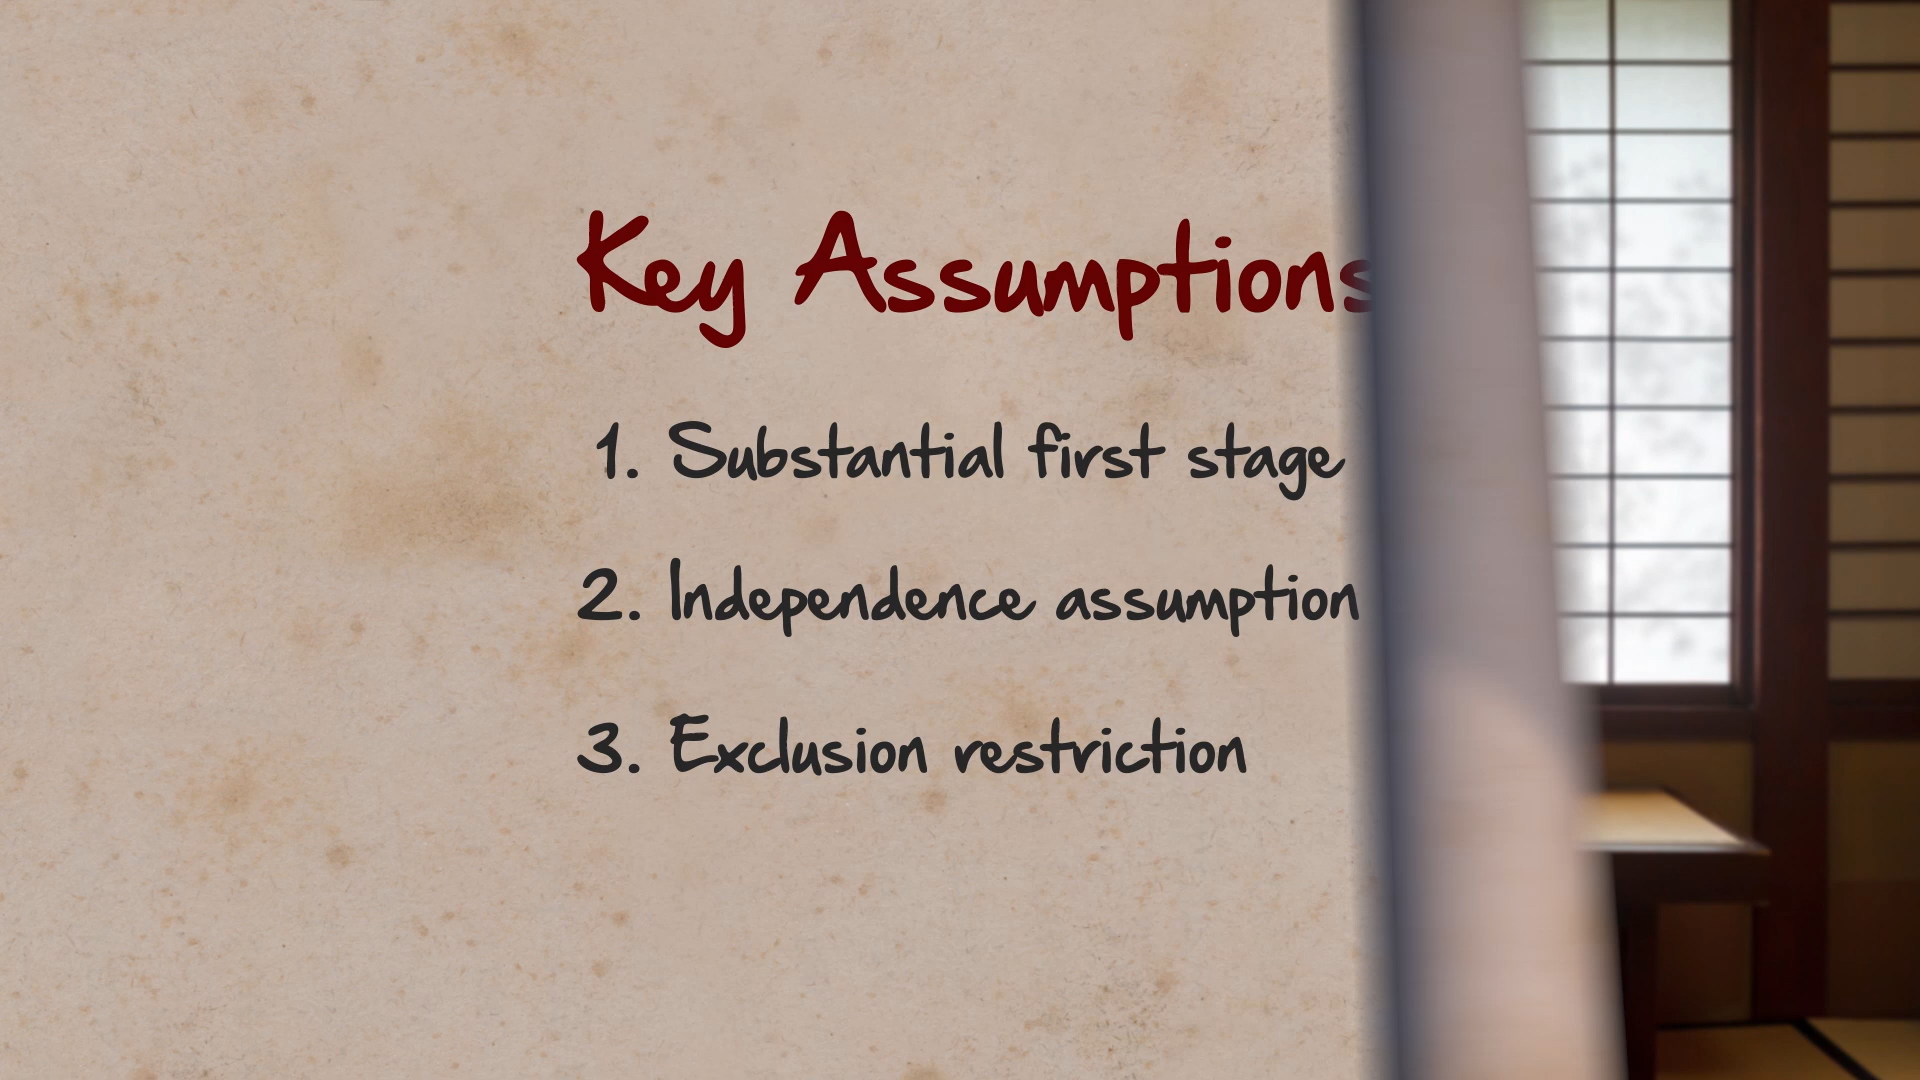 Key Assumptions
1. Substantial first stage
2. Independence assumption
3. Exclusion restriction